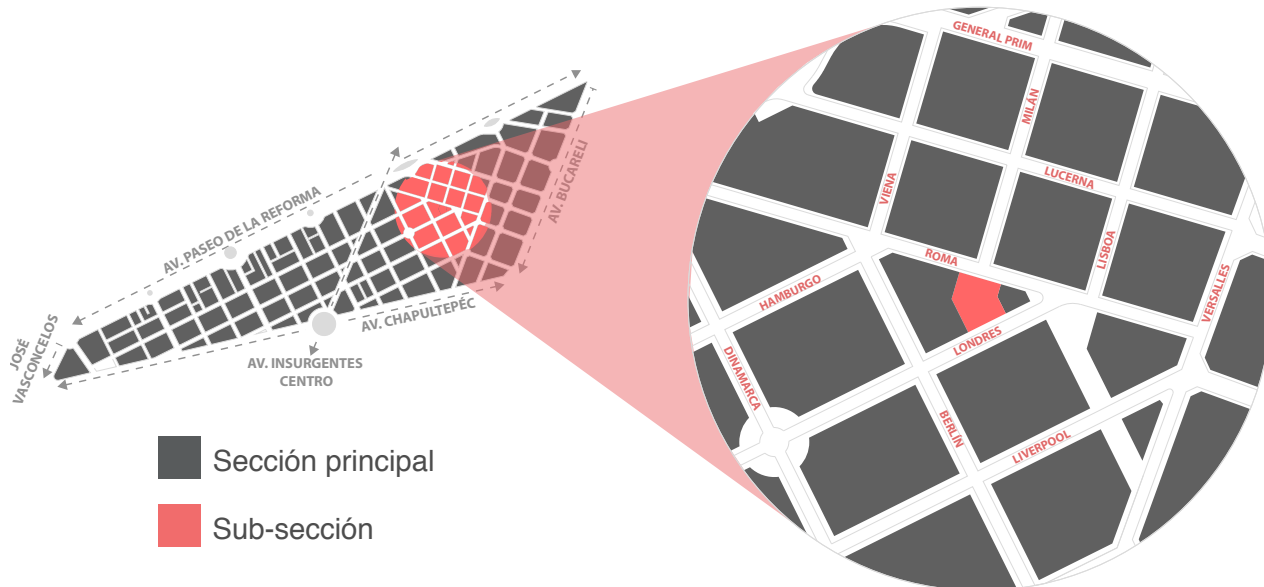 AV. PASEO DE LA REFORMA
AV. BUCARELI
JOSÉ
VASCONCELOS
AV. CHAPULTEPÉC
AV. INSURGENTES
CENTRO
Sección principal
Sub-sección
GENERAL PRIM
MILÁN
LUCERNA
VIENA
ROMA
LISBOA
VERSALLES
HAMBURGO
LONDRES
DINAMARCA
BERLÍN
LIVERPOOL